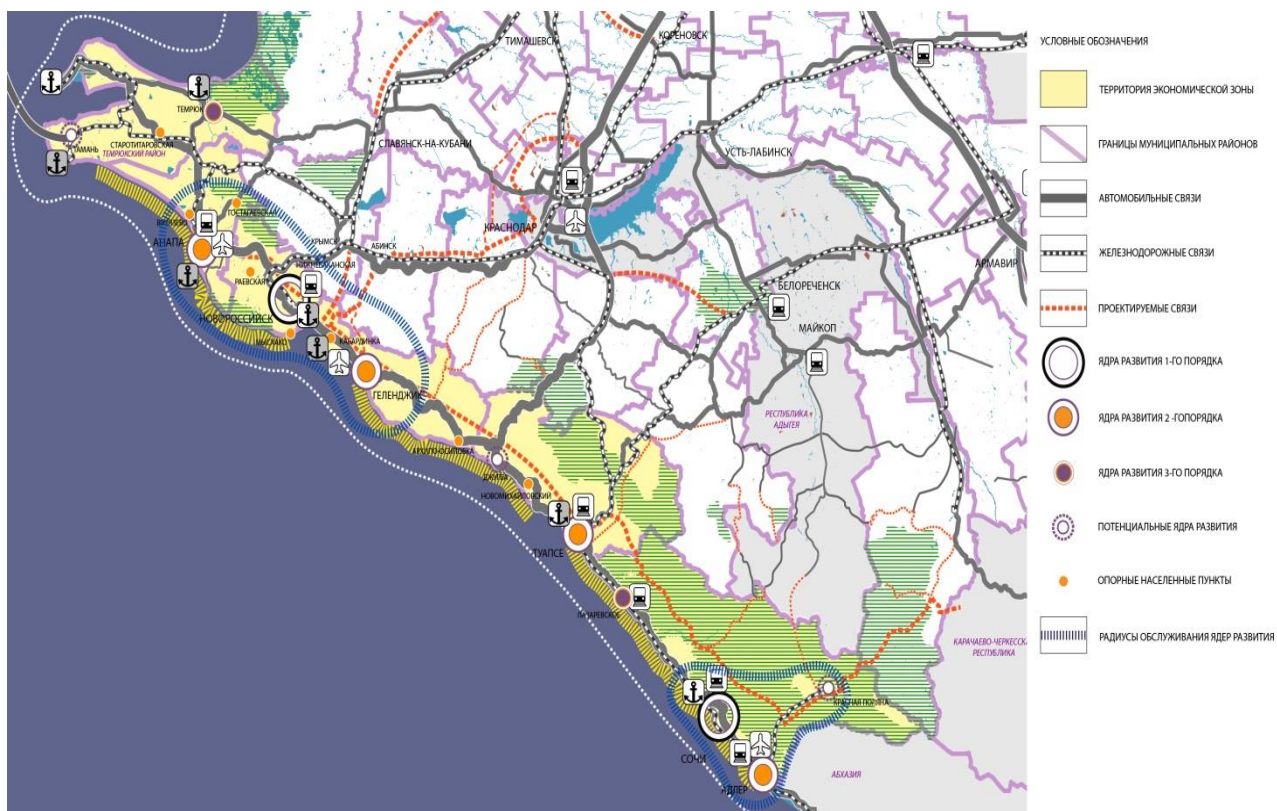 ТИМАШЕВСК
КОРЕНОВСК
ТЕМРЮК
ТАМАНЬ
СТАРОТИТАРОВСКАЯ
ТЕМРЮКСКИЙ РАЙОН
СЛАВЯНСК-НА-КУБАНИ
УСТЬ-ЛАБИНСК
КРАСНОДАР
АНАПА
КРЫМСК
АБИНСК
НИЖНЕБАКАНСКАЯ
РАЕВСКАЯ
НОВОРОССИЙСК
КАБАРДИНКА
ГЕЛЕНДЖИК
АРМАВИР
БЕЛОРЕЧЕНСК
МАЙКОП
РЕСПУБЛИКА
АДЫГЕЯ
АРХИПО-ОСИПОВКА
ДЖУБГА
НОВОМИХАЙЛОВСКИЙ
ТУАПСЕ
ЛАЗАРЕВСКОЕ
КАРАЧАЕВО-ЧЕРКЕССКАЯ
РЕСПУБЛИКА
КРАСНАЯ ПОЛЯНА
СОЧИ
АДЛЕР
АБХАЗИЯ
УСЛОВНЫЕ ОБОЗНАЧЕНИЯ
ТЕРРИТОРИЯ ЭКОНОМИЧЕСКОЙ ЗОНЫ
ГРАНИЦЫ МУНИЦИПАЛЬНЫХ РАЙОНОВ
АВТОМОБИЛЬНЫЕ СВЯЗИ
ЖЕЛЕЗНОДОРОЖНЫЕ СВЯЗИ
ПРОЕКТИРУЕМЫЕ СВЯЗИ
ЯДРА РАЗВИТИЯ 1-ГО ПОРЯДКА
ЯДРА РАЗВИТИЯ 2 -ГОПОРЯДКА
ЯДРА РАЗВИТИЯ 3-ГО ПОРЯДКА
ПОТЕНЦИАЛЬНЫЕ ЯДРА РАЗВИТИЯ
ОПОРНЫЕ НАСЕЛЕННЫЕ ПУНКТЫ
РАДИУСЫ ОБСЛУЖИВАНИЯ ЯДЕР РАЗВИТИЯ